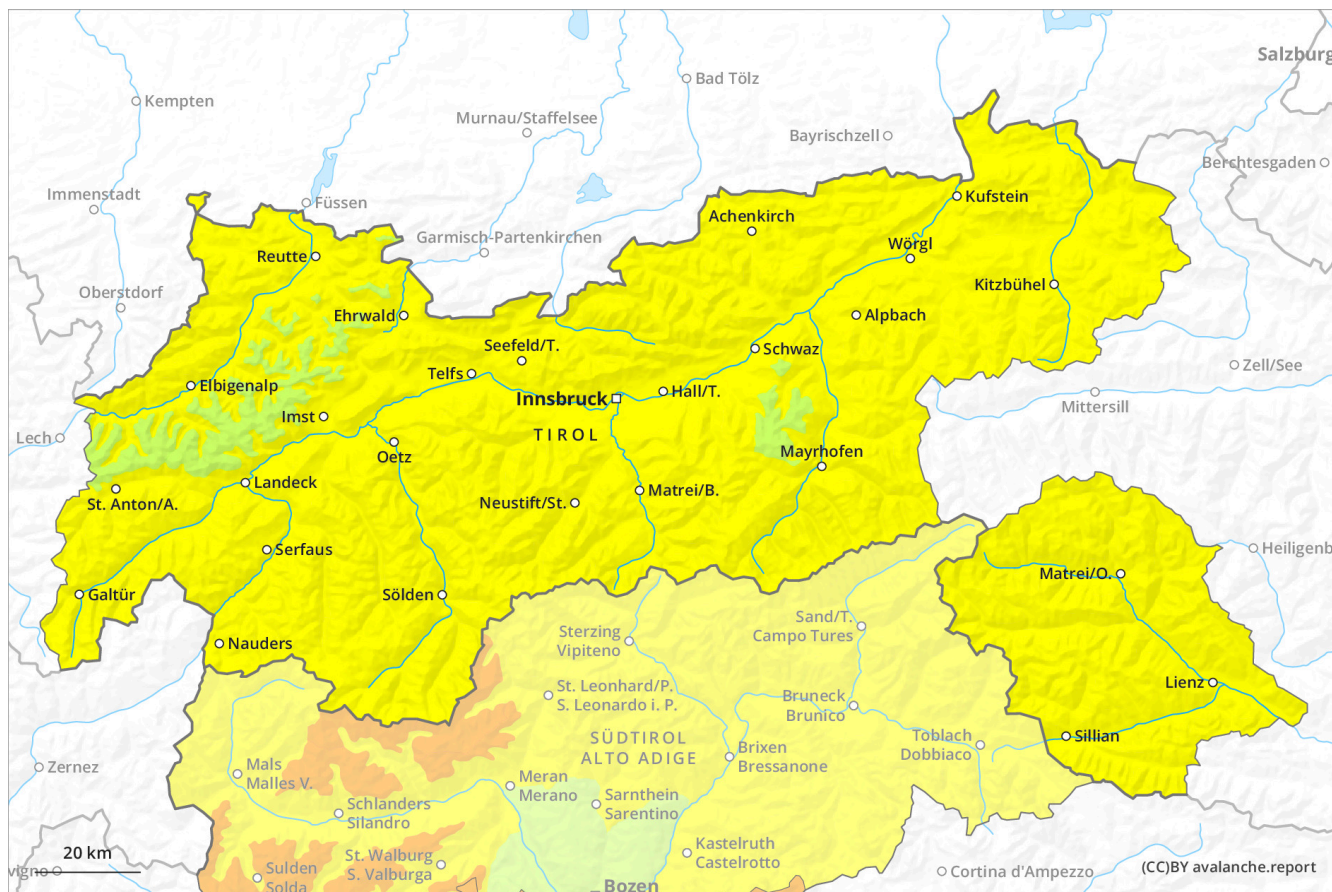 Salzburg
Bad Tölz
Kempten
Murnau/Staffelsee
Bayrischzell
Berchtesgaden
Immenstadt
Füssen
Kufstein
Achenkirch
Garmisch-Partenkirchen
Wörgl
Reutte
Oberstdorf
Kitzbühel
Ehrwald
Alpbach
Seefeld/T.
Schwaz
Zell/See
Telfs
Elbigenalp
Hall/T.
Innsbruck
Mittersill
Imst
TIROL
Lech
Oetz
Mayrhofen
Landeck
Matrei/B.
St. Anton/A.
Neustift/St.
Serfaus
Heiligenb
Matrei/O.
Galtür
Sölden
Sand/T.
Campo Tures
Sterzing
Vipiteno
Nauders
Lienz
St. Leonhard/P.
S. Leonardo i. P.
Bruneck
Brunico
Sillian
SÜDTIROL
ALTO ADIGE
Toblach
Dobbiaco
Brixen
Bressanone
Zernez
Mals
Malles V.
Meran
Merano
Schlanders
Silandro
Sarnthein
Sarentino
Kastelruth
Castelrotto
20 km
St. Walburg
S. Valburga
vigno
Sulden
Solda
Cortina d'Ampezzo
(CC)BY avalanche.report
Bozen